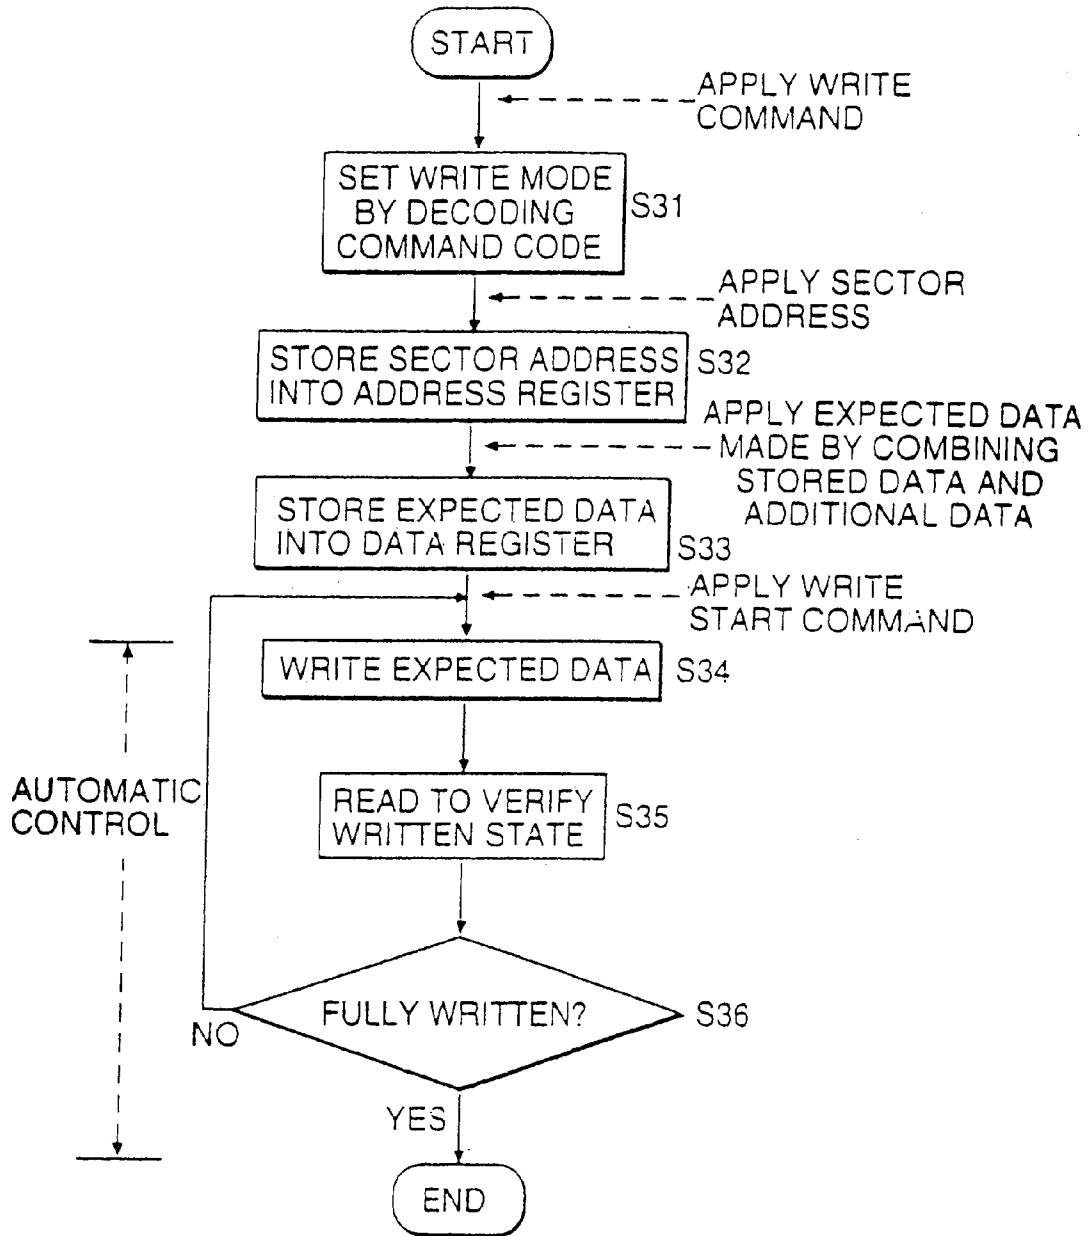 START
APPLY WRITE
COMMAND
SET WRITE MODE
BY DECODING
COMMAND CODE
S31
APPLY SECTOR
ADDRESS
STORE SECTOR ADDRESS
INTO ADDRESS REGISTER
S32
APPLY EXPECTED DATA
MADE BY COMBINING
STORED DATA AND
ADDITIONAL DATA
STORE EXPECTED DATA
INTO DATA REGISTER
S33
APPLY WRITE
START COMMAND
WRITE EXPECTED DATA
S34
AUTOMATIC
CONTROL
READ TO VERIFY
WRITTEN STATE
S35
FULLY WRITTEN?
S36
NO
YES
END